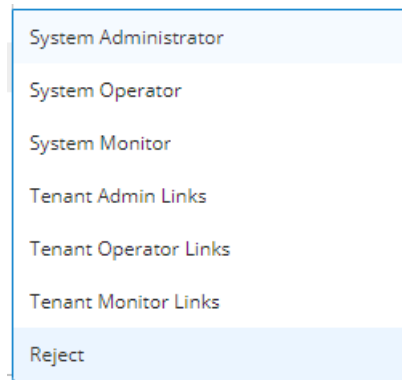 System Administrator
System Operator
System Monitor
Tenant Admin Links
Tenant Operator Links
Tenant Monitor Links
Reject